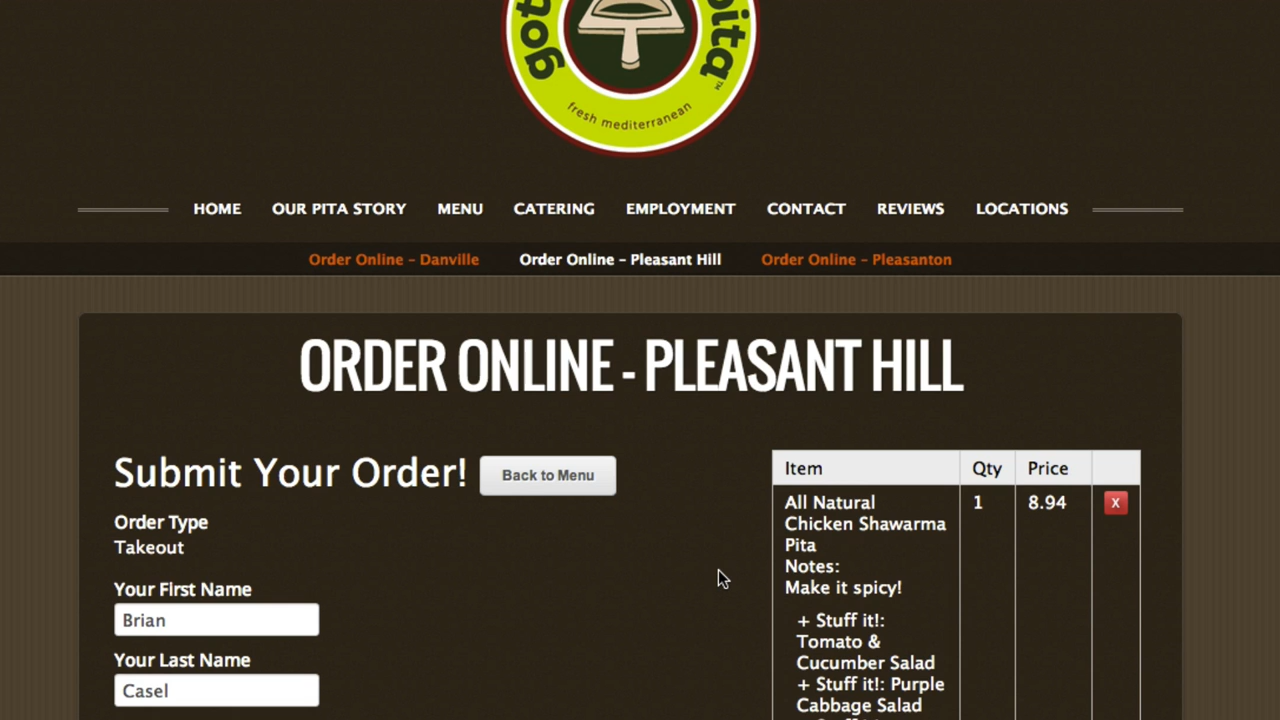 got
pita
™
fresh mediterranean
HOME OUR PITA STORY MENU CATERING EMPLOYMENT CONTACT REVIEWS LOCATIONS
Order Online – Danville Order Online – Pleasant Hill Order Online – Pleasanton
ORDER ONLINE - PLEASANT HILL
Submit Your Order! Back to Menu
Order Type
Takeout
Your First Name
Brian
Your Last Name
Casel
Item Qty Price
All Natural 1 8.94 X
Chicken Shawarma
Pita
Notes:
Make it spicy!
+ Stuff it!:
Tomato &
Cucumber Salad
+ Stuff it!: Purple
Cabbage Salad